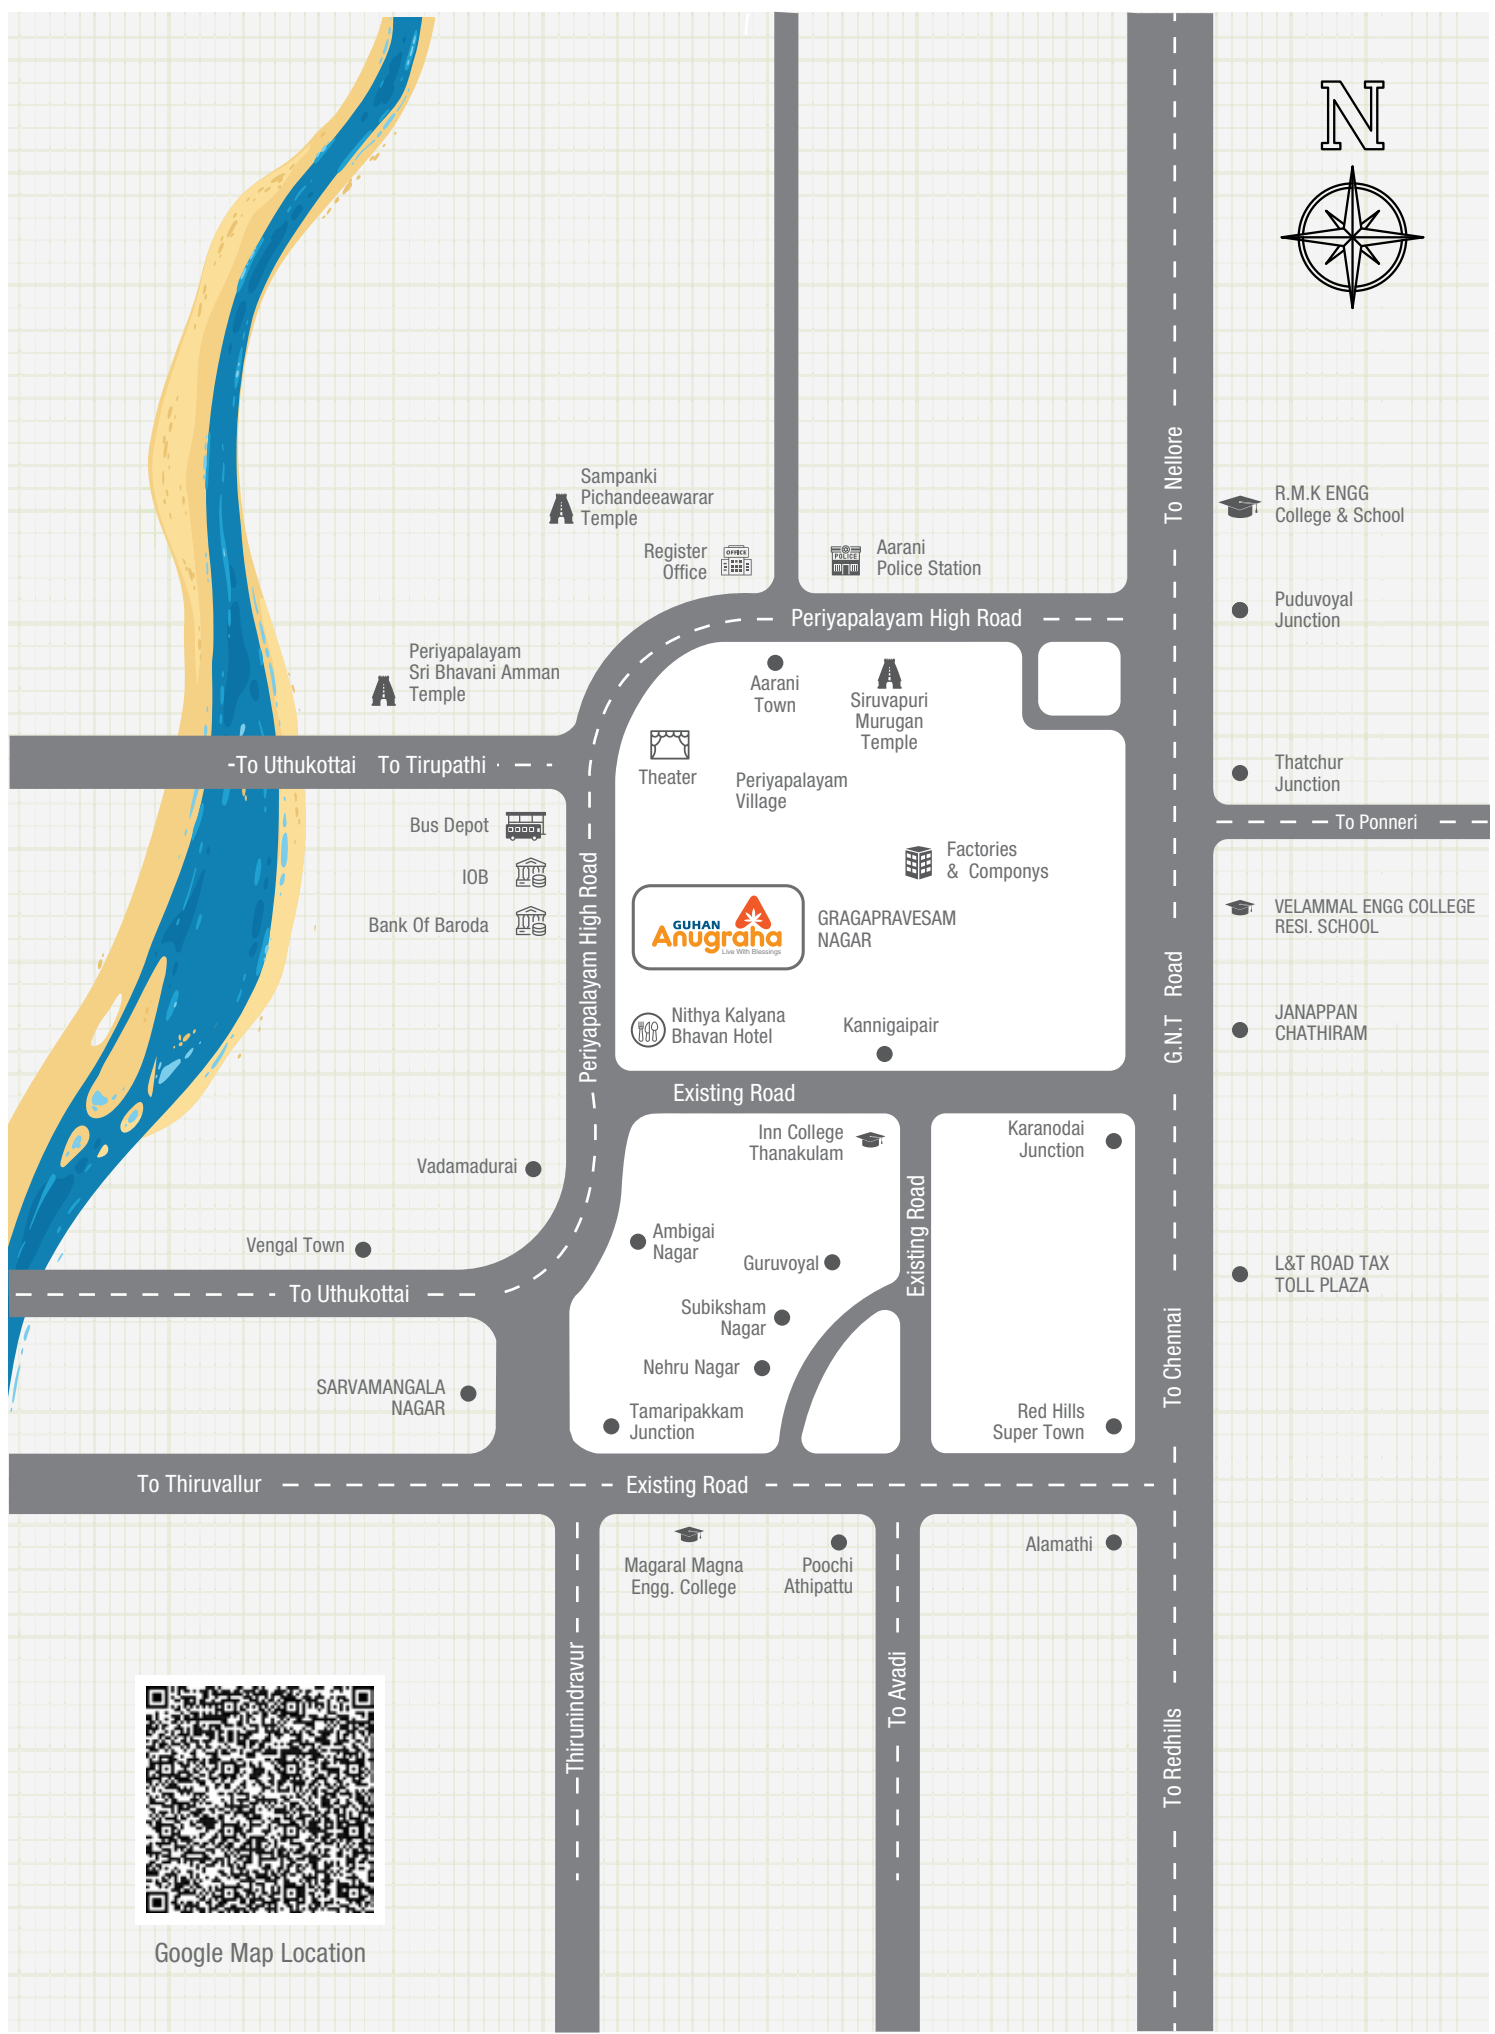 N
To Nellore
Sampanki
Pichandeeawarar
Temple
R.M.K ENGG
College & School
Register
Office
OFFICE
POLICE
Aarani
Police Station
Puduvoyal
Junction
Periyapalayam High Road
Periyapalayam
Sri Bhavani Amman
Temple
Aarani
Town
Siruvapuri
Murugan
Temple
-To Uthukottai To Tirupathi
Theater
Periyapalayam
Village
Thatchur
Junction
To Ponneri
Bus Depot
IOB
Bank Of Baroda
Periyapalayam High Road
Factories
& Componys
GUHAN
Anugraha
Live With Blessings
GRAGAPRAVESAM
NAGAR
VELAMMAL ENGG COLLEGE
RESI. SCHOOL
G.N.T Road
Nithya Kalyana
Bhavan Hotel
Kannigaipair
JANAPPAN
CHATHIRAM
Existing Road
Inn College
Thanakulam
Karanodai
Junction
Vadamadurai
Existing Road
Ambigai
Nagar
Vengal Town
Guruvoyal
L&T ROAD TAX
TOLL PLAZA
To Uthukottai
Subiksham
Nagar
To Chennai
Nehru Nagar
SARVAMANGALA
NAGAR
Tamaripakkam
Junction
Red Hills
Super Town
To Thiruvallur
Existing Road
Magaral Magna
Engg. College
Poochi
Athipattu
Alamathi
Thirunindravur
To Avadi
To Redhills
Google Map Location